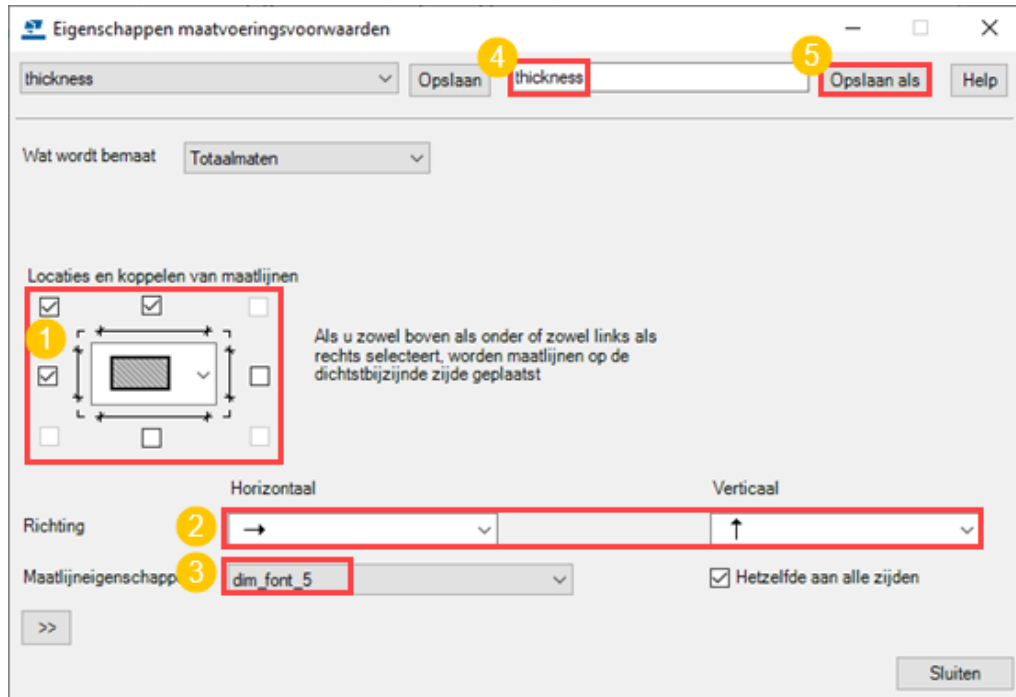 Eigenschappen maatvoeringsvoorwaarden
4
5
thickness Opslaan thickness Opslaan als Help
Wat wordt bemaat Totaalmaten
Locaties en koppelen van maatlijnen
1
Als u zowel boven als onder of zowel links als
rechts selecteert, worden maatlijnen op de
dichtstbijzijnde zijde geplaatst
Horizontaal Verticaal
Richting 2
Maatlijneigenschapp 3 dim_font_5 Hetzelfde aan alle zijden
>>
Sluiten